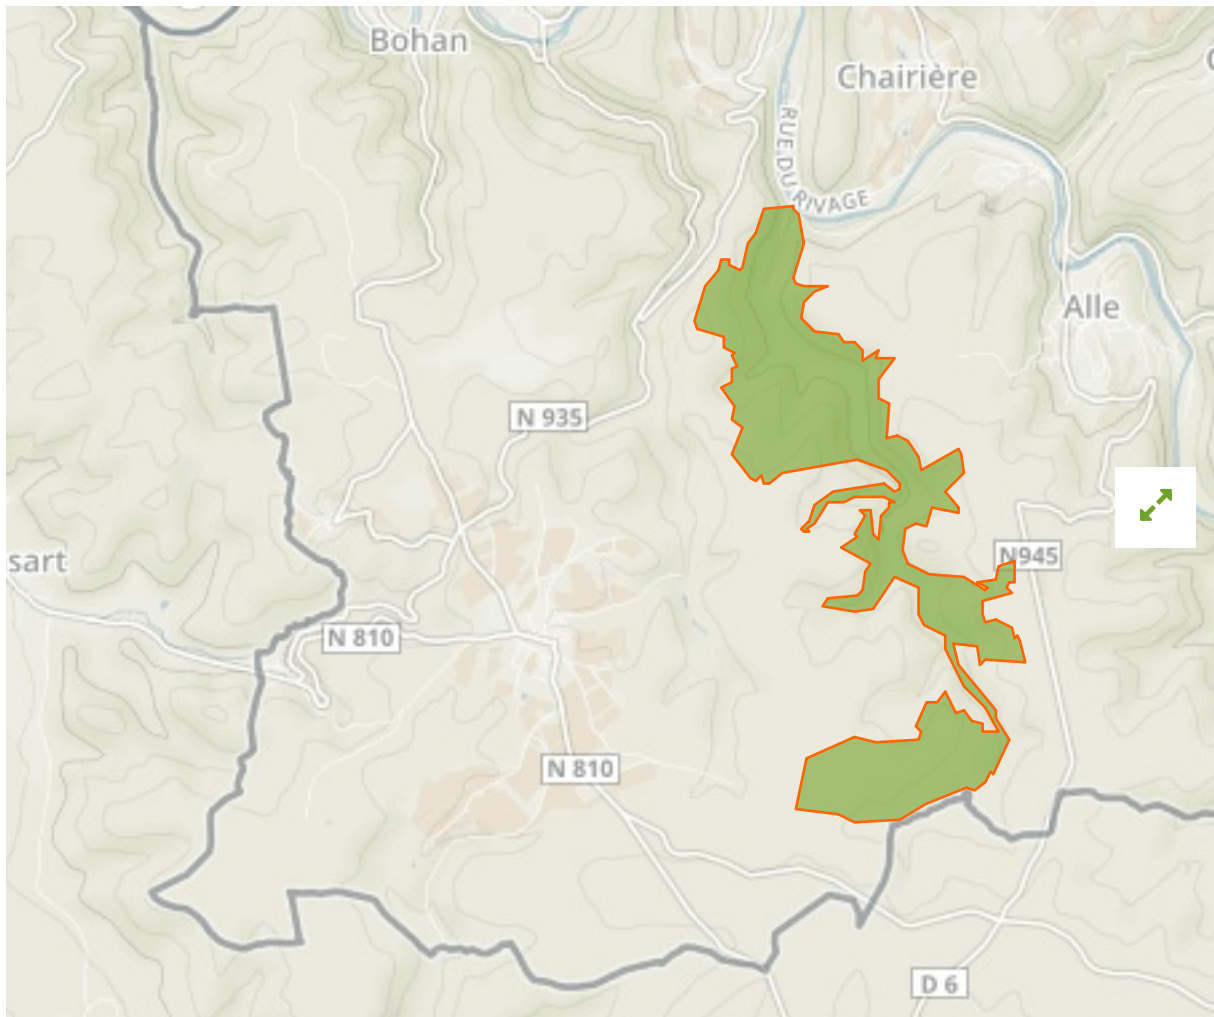 Bohan
Chairière
RUE DU RIVAGE
Alle
N 935
N945
sart
N 810
N 810
D 6